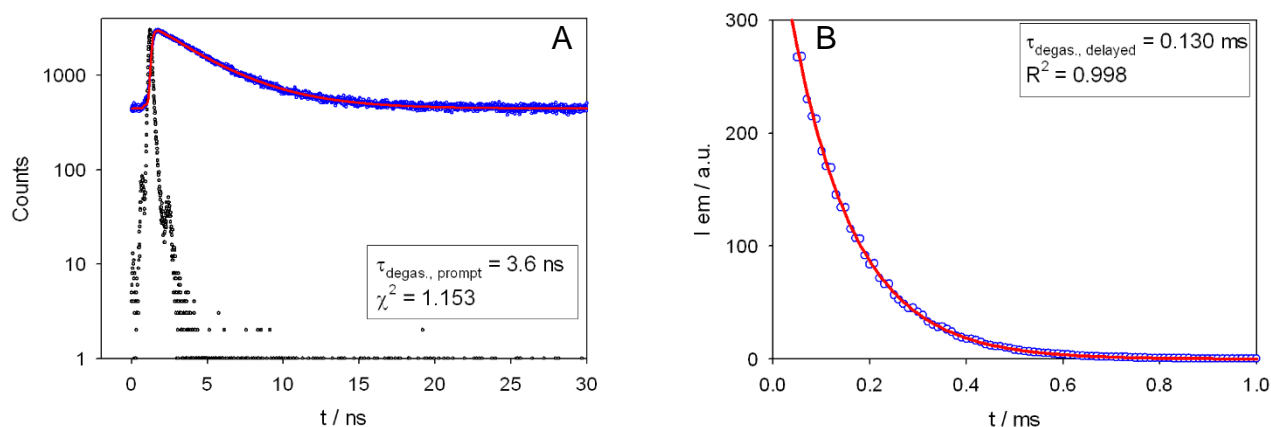 A
1000
100
10
1
Counts
τdegas., prompt = 3.6 ns
χ² = 1.153
0 5 10 15 20 25 30
t / ns
B
300
200
100
0
I em / a.u.
τdegas., delayed = 0.130 ms
R² = 0.998
0.0 0.2 0.4 0.6 0.8 1.0
t / ms